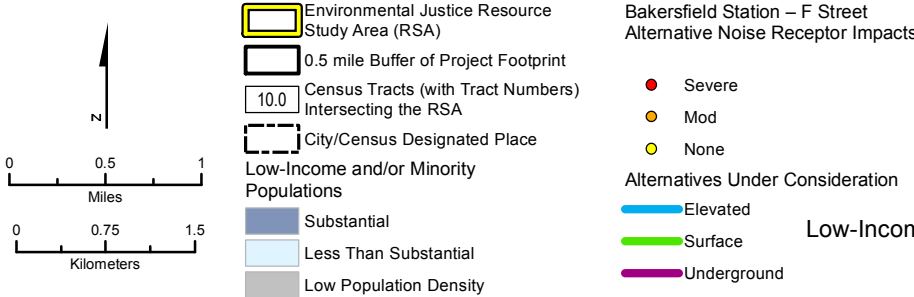 N
0 0.5 1
Miles
0 0.75 1.5
Kilometers
Environmental Justice Resource
Study Area (RSA)
0.5 mile Buffer of Project Footprint
10.0
Census Tracts (with Tract Numbers)
Intersecting the RSA
City/Census Designated Place
Low-Income and/or Minority
Populations
Substantial
Less Than Substantial
Low Population Density
Bakersfield Station – F Street
Alternative Noise Receptor Impacts
Severe
Mod
None
Alternatives Under Consideration
Elevated
Surface
Underground